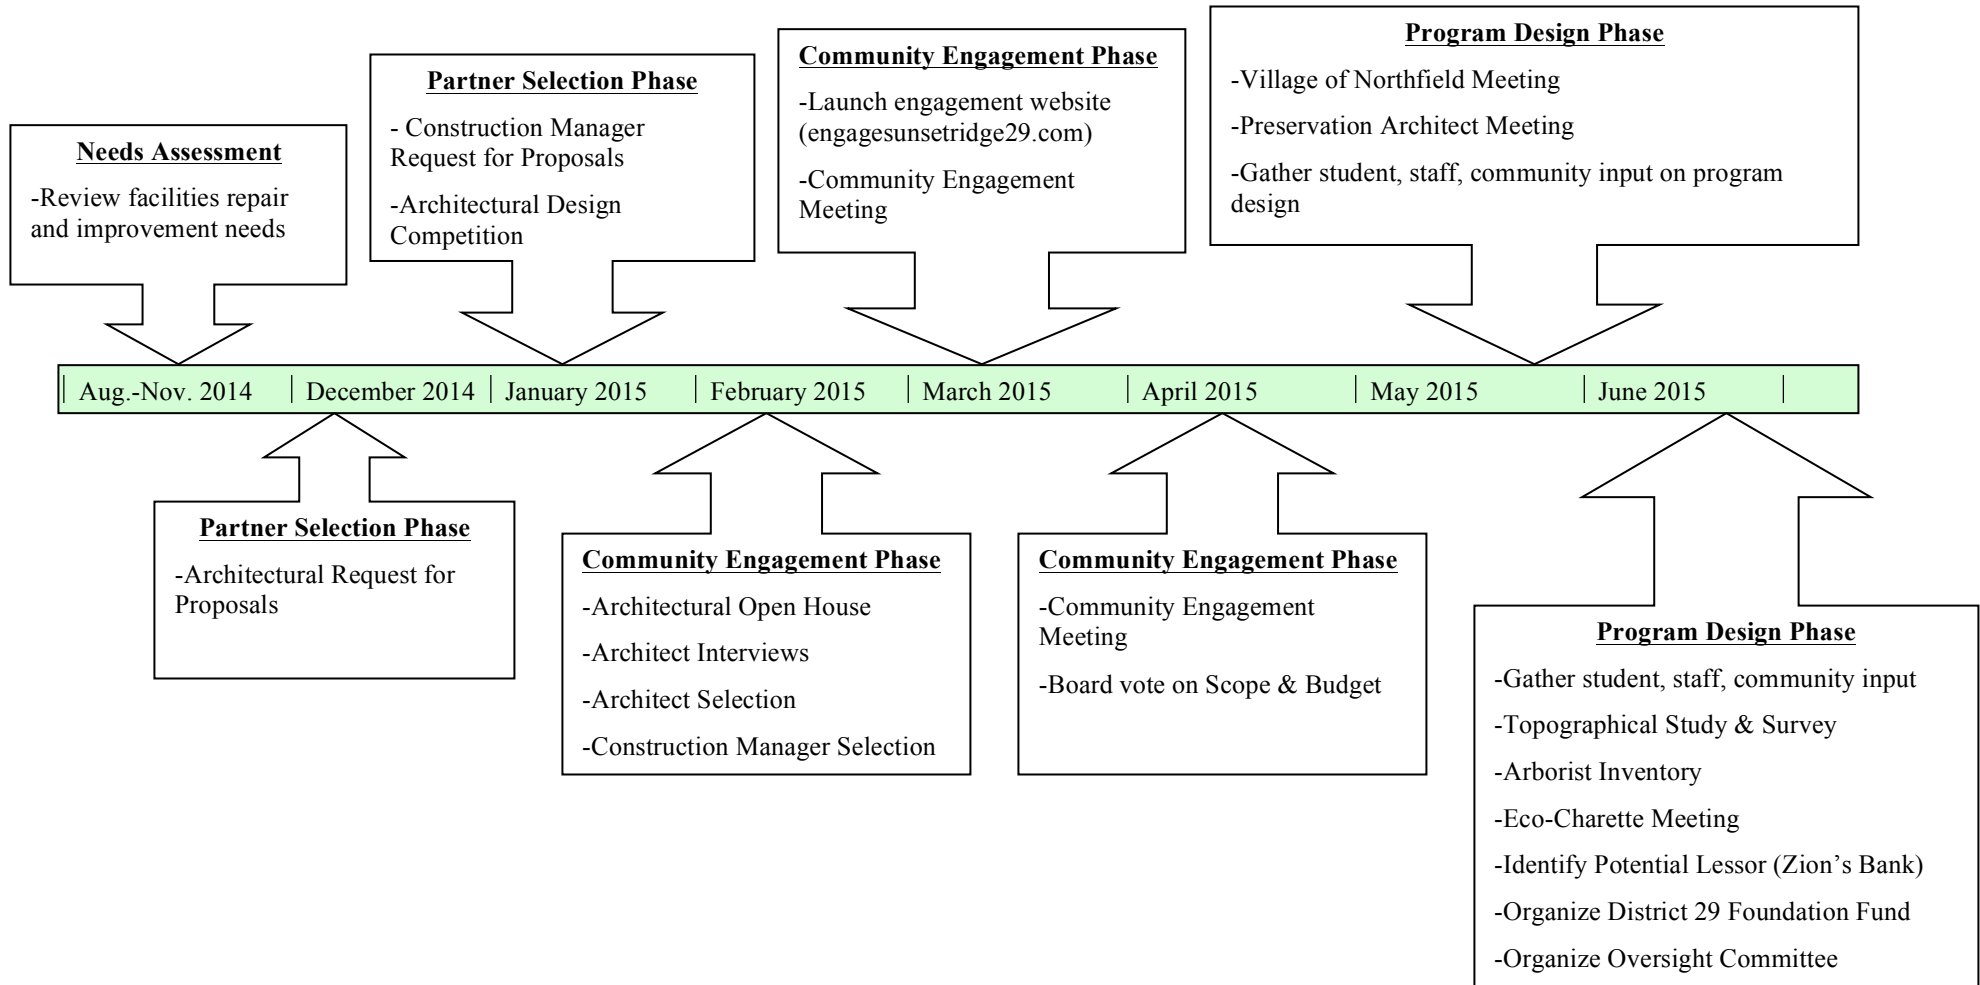 Needs Assessment
-Review facilities repair
and improvement needs
Partner Selection Phase
- Construction Manager
Request for Proposals
-Architectural Design
Competition
Community Engagement Phase
-Launch engagement website
(engagesunsetridge29.com)
-Community Engagement
Meeting
Program Design Phase
-Village of Northfield Meeting
-Preservation Architect Meeting
-Gather student, staff, community input on program
design
| Aug.-Nov. 2014 | December 2014 | January 2015 | February 2015 | March 2015 | April 2015 | May 2015 | June 2015 |
Partner Selection Phase
-Architectural Request for
Proposals
Community Engagement Phase
-Architectural Open House
-Architect Interviews
-Architect Selection
-Construction Manager Selection
Community Engagement Phase
-Community Engagement
Meeting
-Board vote on Scope & Budget
Program Design Phase
-Gather student, staff, community input
-Topographical Study & Survey
-Arborist Inventory
-Eco-Charette Meeting
-Identify Potential Lessor (Zion’s Bank)
-Organize District 29 Foundation Fund
-Organize Oversight Committee